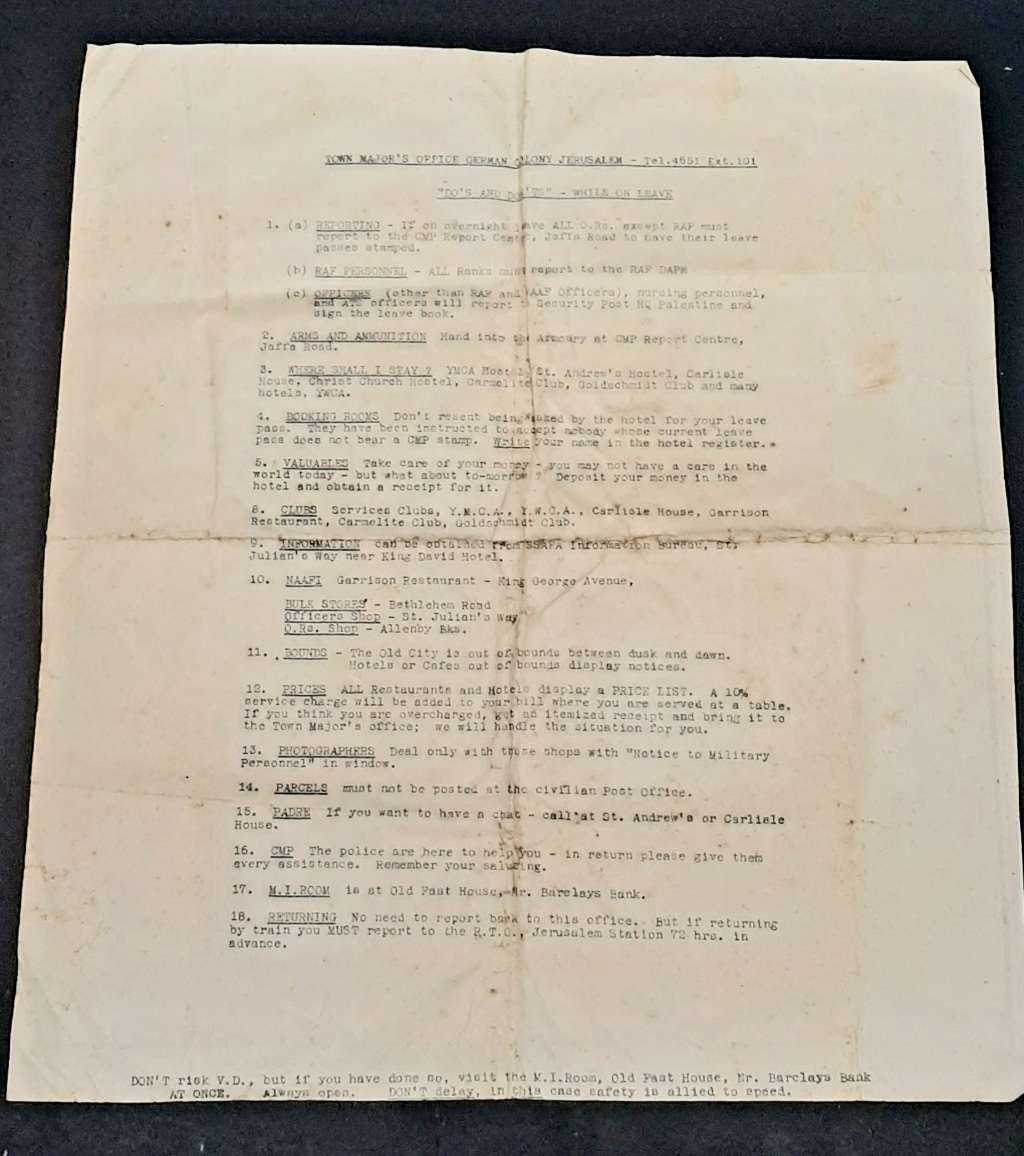 TOWN MAJOR'S OFFICE GERMAN COLONY JERUSALEM - Tel.4651 Ext.101
"DO'S AND DON'TS" - WHILE ON LEAVE
1. (a) REPORTING - If on overnight leave ALL O.Rs. except RAF must
report to the CMP Report Centre, Jaffa Road to have their leave
passes stamped.
(b) RAF PERSONNEL - ALL Ranks must report to the RAF DAPM
(c) OFFICERS (other than RAF and WAAF Officers), nursing personnel,
and ATS officers will report to Security Post HQ Palestine and
sign the leave book.
2. ARMS AND AMMUNITION Hand into the Armoury at CMP Report Centre,
Jaffa Road.
3. WHERE SHALL I STAY ? YMCA Hostel, St. Andrew's Hostel, Carlisle
House, Christ Church Hostel, Carmelite Club, Goldschmidt Club and many
hotels, YWCA.
4. BOOKING ROOMS Don't resent being asked by the hotel for your leave
pass. They have been instructed to accept nobody whose current leave
pass does not bear a CMP stamp. Write your name in the hotel register.
5. VALUABLES Take care of your money - you may not have a care in the
world today - but what about to-morrow ? Deposit your money in the
hotel and obtain a receipt for it.
8. CLUBS Services Clubs, Y.M.C.A., Y.W.C.A., Carlisle House, Garrison
Restaurant, Carmelite Club, Goldschmidt Club.
9. INFORMATION can be obtained from SSAFA Information Bureau, St.
Julian's Way near King David Hotel.
10. NAAFI Garrison Restaurant - King George Avenue,
BULK STORES - Bethlehem Road
Officers Shop - St. Julian's Way
O.Rs. Shop - Allenby Bks.
11. BOUNDS - The Old City is out of bounds between dusk and dawn.
Hotels or Cafes out of bounds display notices.
12. PRICES ALL Restaurants and Hotels display a PRICE LIST. A 10%
service charge will be added to your bill where you are served at a table.
If you think you are overcharged, get an itemized receipt and bring it to
the Town Major's office; we will handle the situation for you.
13. PHOTOGRAPHERS Deal only with those shops with "Notice to Military
Personnel" in window.
14. PARCELS must not be posted at the civilian Post Office.
15. PADRE If you want to have a chat - call at St. Andrew's or Carlisle
House.
16. CMP The police are here to help you - in return please give them
every assistance. Remember your saluting.
17. M.I.ROOM is at Old Fast House, Nr. Barclays Bank.
18. RETURNING No need to report back to this office. But if returning
by train you MUST report to the R.T.O., Jerusalem Station 72 hrs. in
advance.
DON'T risk V.D., but if you have done so, visit the M.I.Room, Old Fast House, Nr. Barclays Bank
AT ONCE. Always open. DON'T delay, in this case safety is allied to speed.